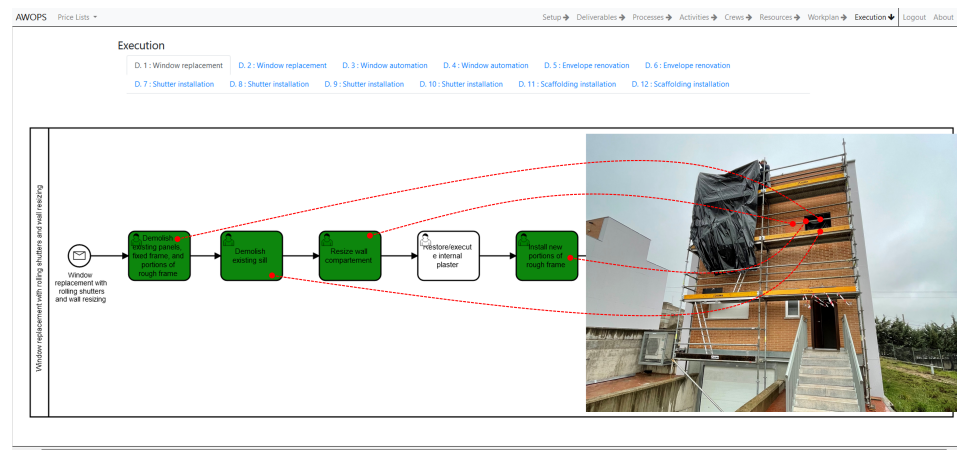 AWOPS Price Lists Setup Deliverables Processes Activities Crews Resources Workplan Execution Logout About
Execution
D. 1 : Window replacement D. 2 : Window replacement D. 3 : Window automation D. 4 : Window automation D. 5 : Envelope renovation D. 6 : Envelope renovation
D. 7 : Shutter installation D. 8 : Shutter installation D. 9 : Shutter installation D. 10 : Shutter installation D. 11 : Scaffolding installation D. 12 : Scaffolding installation
Window replacement with rolling shutters and wall resizing
Window
replacement with
rolling shutters
and wall resizing
Demolish
existing panels,
fixed frame, and
portions of
rough frame
Demolish
existing sill
Resize wall
compartement
Restore/execut
e internal
plaster
Install new
portions of
rough frame